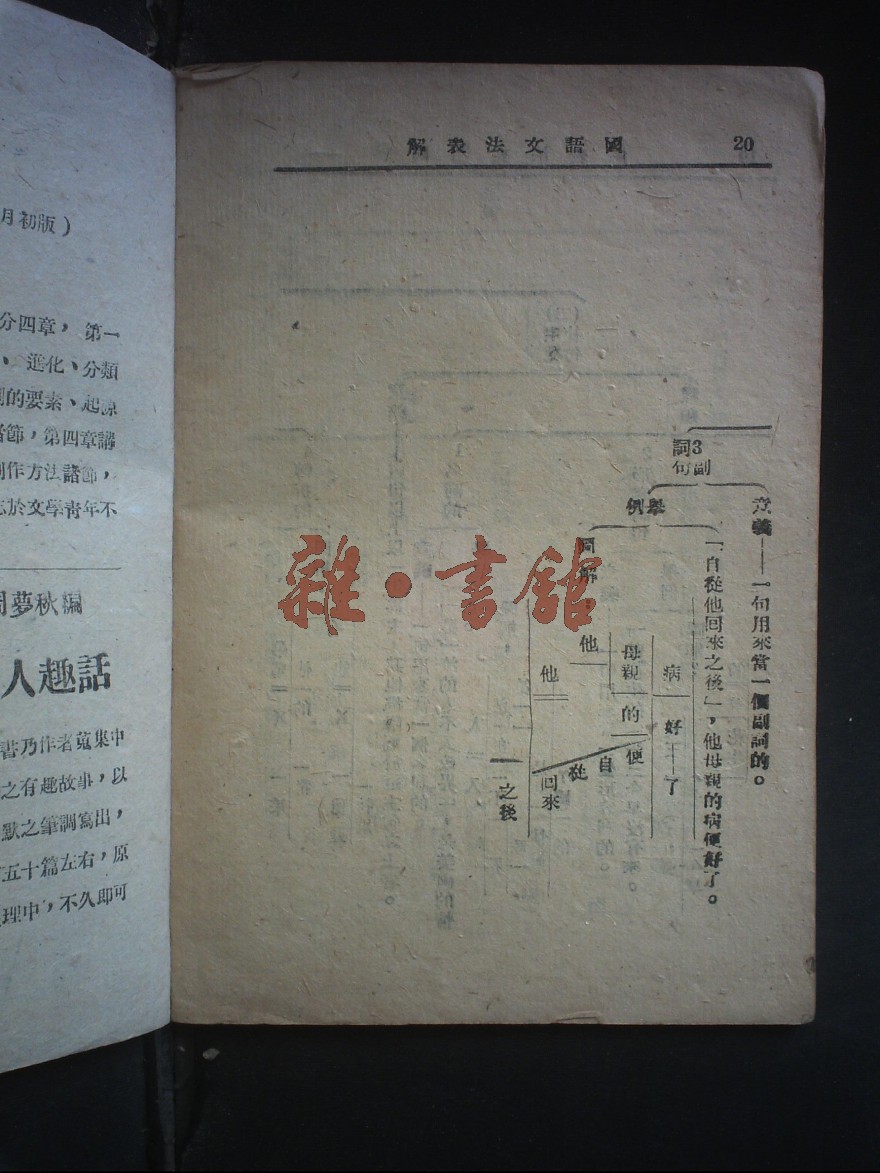 20
國語文法表解
3副詞句
意義——一句用來當一個副詞的。
舉例
「自從他回來之後」,他母親的病便好了。
圖解
病
好
了
母親
的
便
他
自從
他
回來
之後
雜·書館
月初版)
分四章,第一
、進化、分類
的要素、起源
節,第四章講
作方法諸節,
於文學青年不
周夢秋編
人趣話
書乃作者蒐集中
之有趣故事,以
默之筆調寫出,
五十篇左右,原
理中,不久即可